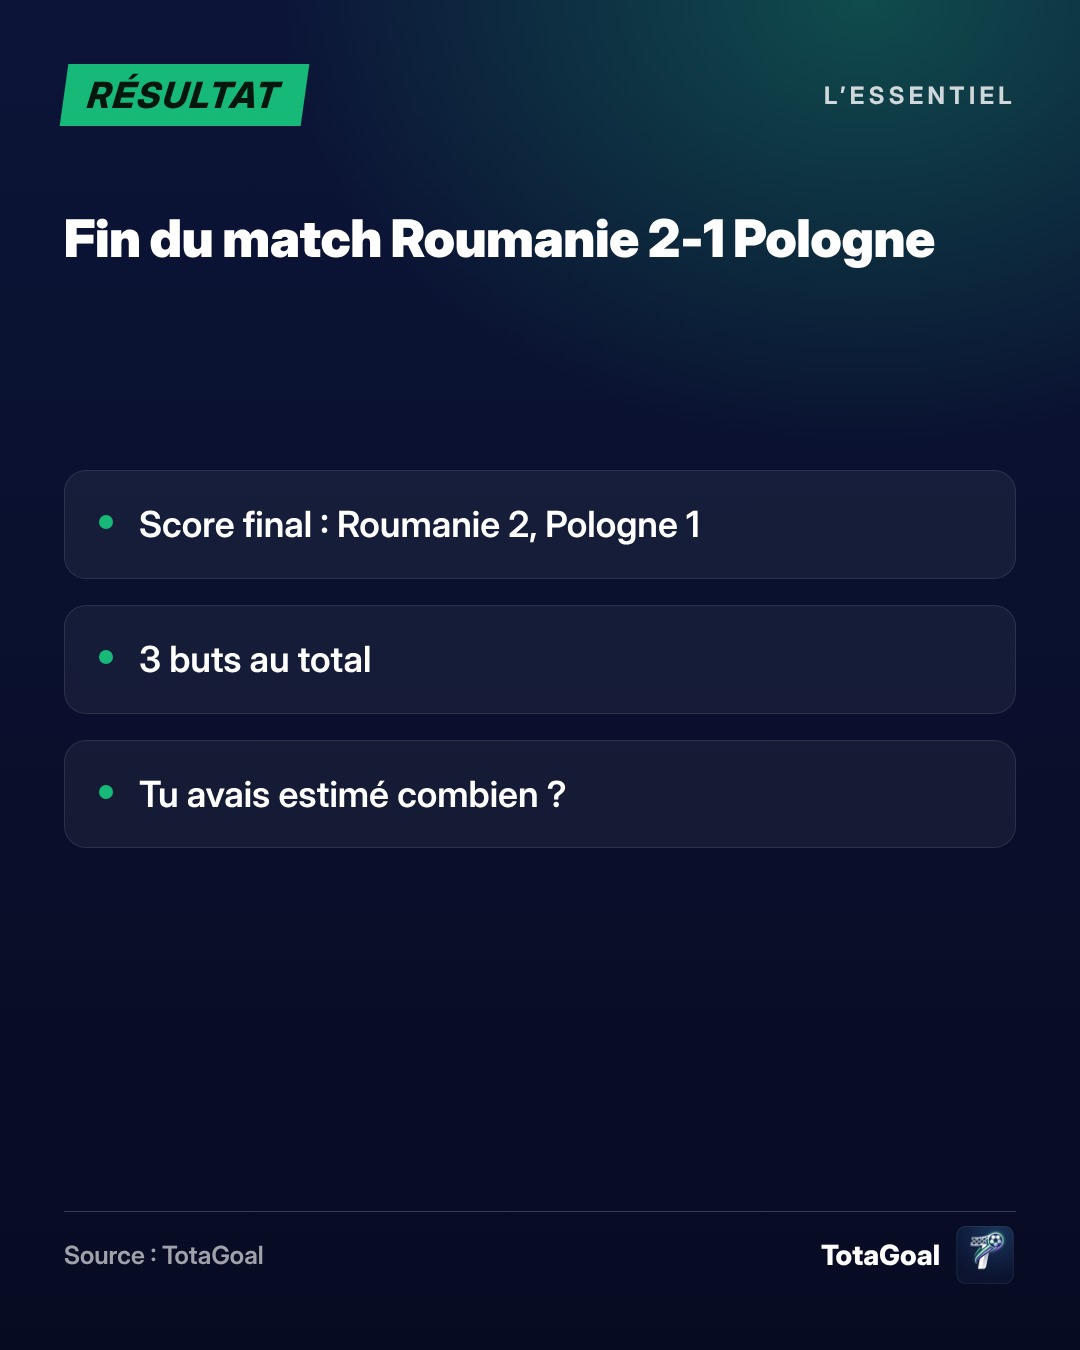 RÉSULTAT
L'ESSENTIEL
Fin du match Roumanie 2-1 Pologne
Score final : Roumanie 2, Pologne 1
3 buts au total
Tu avais estimé combien ?
Source : TotaGoal
TotaGoal